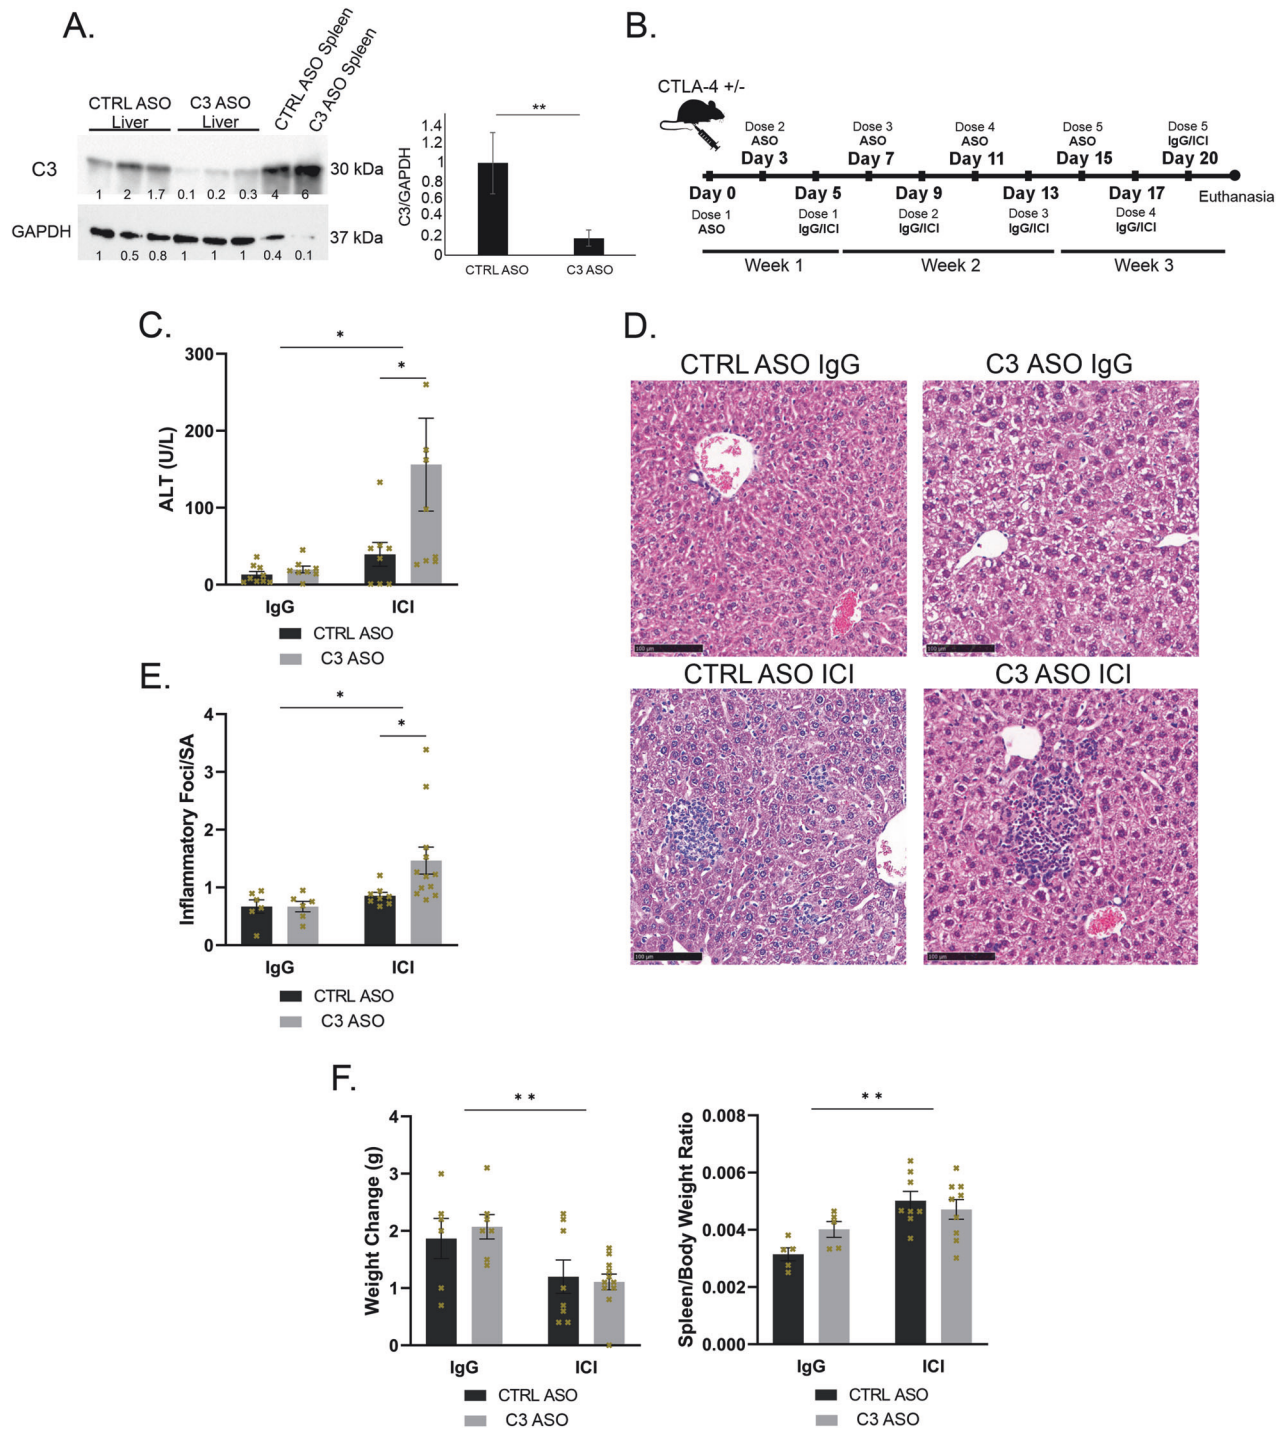 A.
CTRL ASO Spleen
C3 ASO Spleen
CTRL ASO
Liver
C3 ASO
Liver
C3
30 kDa
1 2 1.7 0.1 0.2 0.3 4 6
GAPDH
37 kDa
1 0.5 0.8 1 1 1 0.4 0.1
**
C3/GAPDH
1.4
1.2
1
0.8
0.6
0.4
0.2
0
CTRL ASO
C3 ASO
B.
CTLA-4 +/-
Dose 2
ASO
Day 3
Dose 3
ASO
Day 7
Dose 4
ASO
Day 11
Dose 5
ASO
Day 15
Dose 5
IgG/ICI
Day 20
Day 0
Dose 1
ASO
Day 5
Dose 1
IgG/ICI
Day 9
Dose 2
IgG/ICI
Day 13
Dose 3
IgG/ICI
Day 17
Dose 4
IgG/ICI
Euthanasia
Week 1
Week 2
Week 3
C.
*
*
ALT (U/L)
300
200
100
0
IgG
ICI
CTRL ASO
C3 ASO
D.
CTRL ASO IgG
C3 ASO IgG
100 µm
100 µm
CTRL ASO ICI
C3 ASO ICI
100 µm
100 µm
E.
*
*
Inflammatory Foci/SA
4
3
2
1
0
IgG
ICI
CTRL ASO
C3 ASO
F.
**
Weight Change (g)
4
3
2
1
0
IgG
ICI
CTRL ASO
C3 ASO
**
Spleen/Body Weight Ratio
0.008
0.006
0.004
0.002
0.000
IgG
ICI
CTRL ASO
C3 ASO